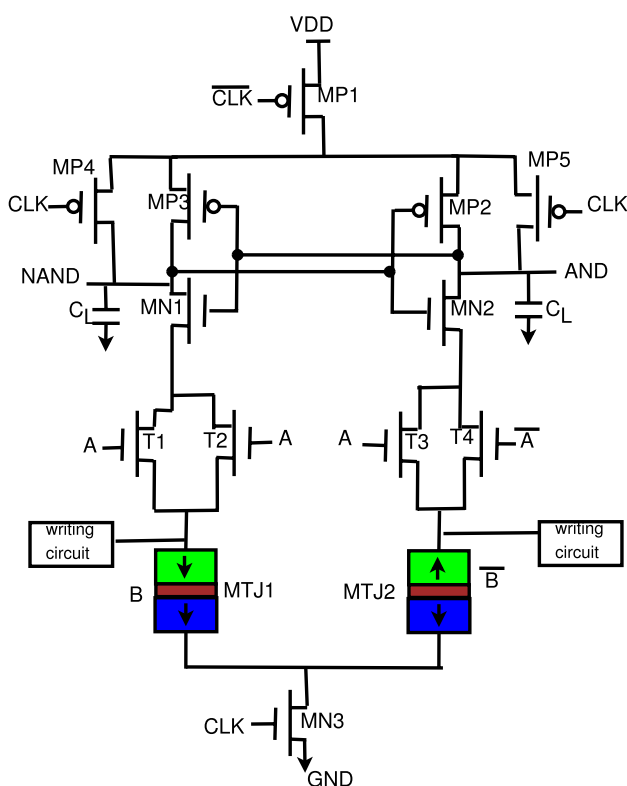 VDD
C̅L̅K̅ MP1
MP4 MP5
CLK MP3 MP2 CLK
NAND AND
CL MN1 MN2 CL
A T1 T2 A A T3 T4 A̅
writing circuit
writing circuit
B MTJ1 MTJ2 B̅
CLK MN3
GND